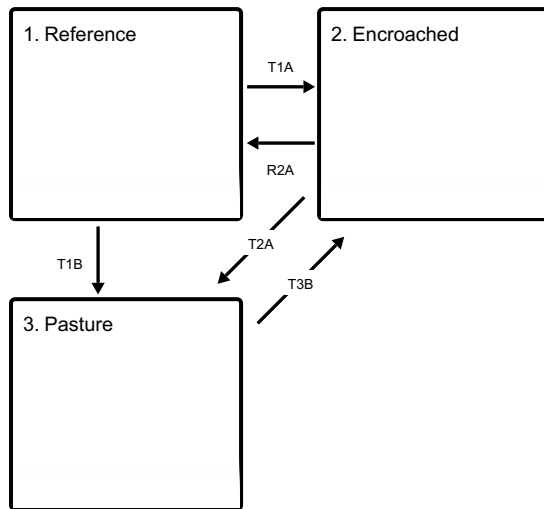 1. Reference
2. Encroached
T1A
R2A
T2A
T1B
T3B
3. Pasture